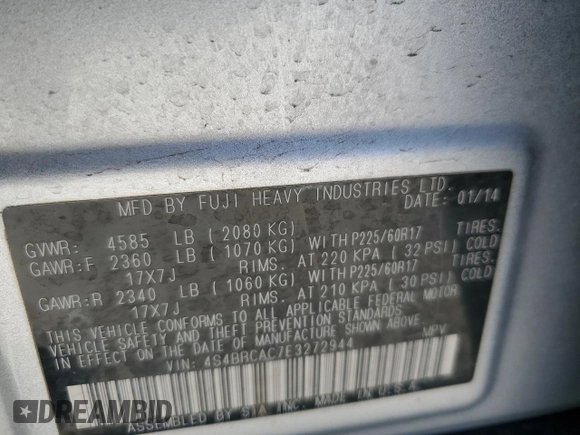 MFD BY FUJI HEAVY INDUSTRIES LTD.
DATE: 01/14
GVWR: 4585 LB ( 2080 KG)
GAWR:F 2360 LB ( 1070 KG) WITH P225/60R17 TIRES.
17X7J RIMS. AT 220 KPA ( 32 PSI) COLD
GAWR:R 2340 LB ( 1060 KG) WITH P225/60R17 TIRES.
17X7J RIMS. AT 210 KPA ( 30 PSI) COLD
THIS VEHICLE CONFORMS TO ALL APPLICABLE FEDERAL MOTOR
VEHICLE SAFETY AND THEFT PREVENTION STANDARDS
IN EFFECT ON THE DATE OF MANUFACTURE SHOWN ABOVE.
VIN: 4S4BRCAC7E3272944 MPV
ASSEMBLED BY SIA INC. MADE IN U.S.A.
DREAMBID